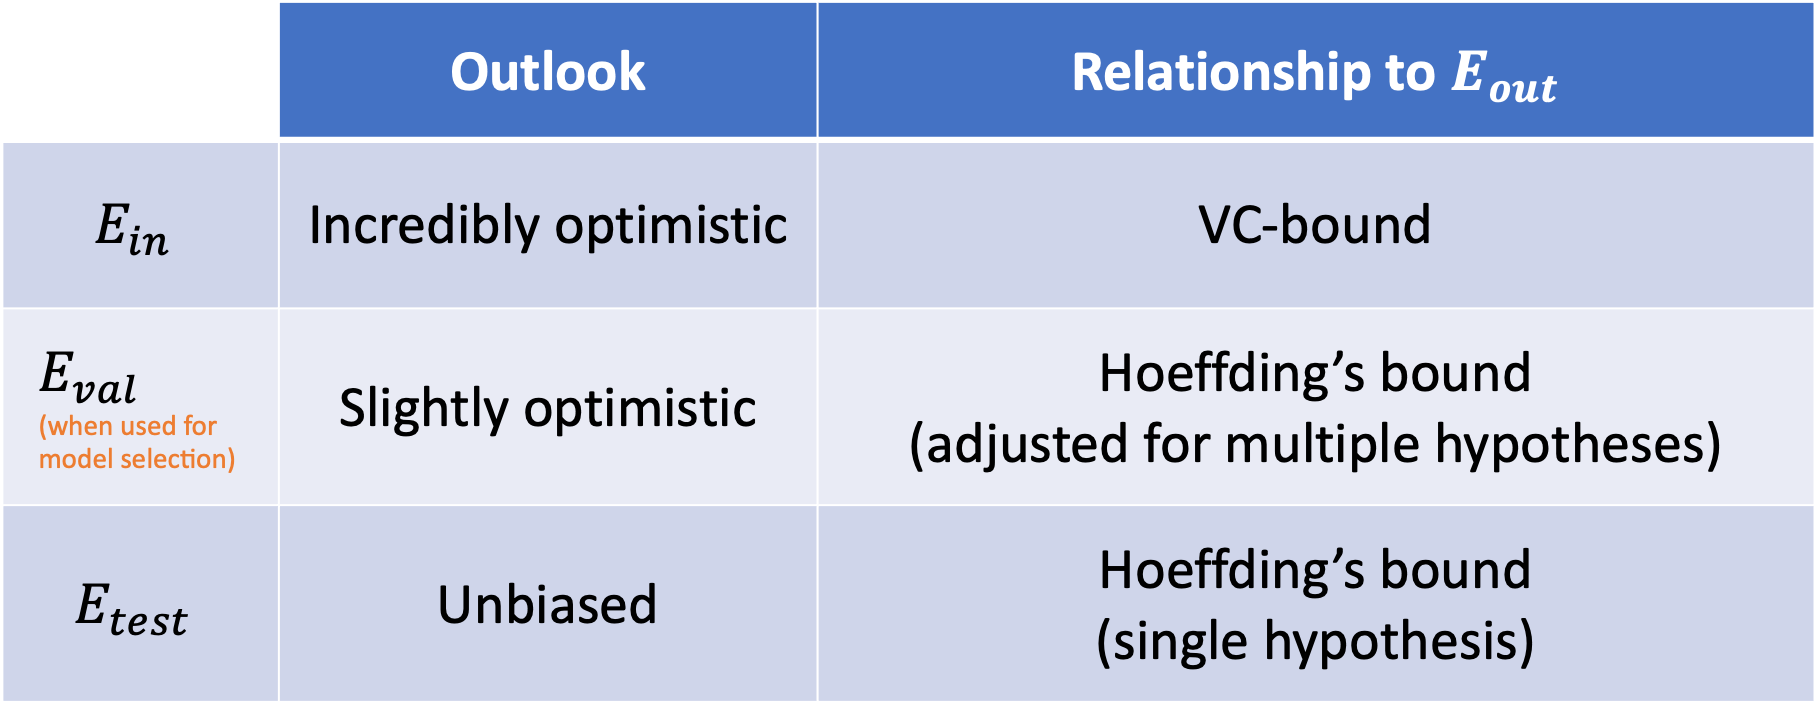 Outlook
Relationship to E_out
E_in
Incredibly optimistic
VC-bound
E_val
(when used for
model selection)
Slightly optimistic
Hoeffding’s bound
(adjusted for multiple hypotheses)
E_test
Unbiased
Hoeffding’s bound
(single hypothesis)